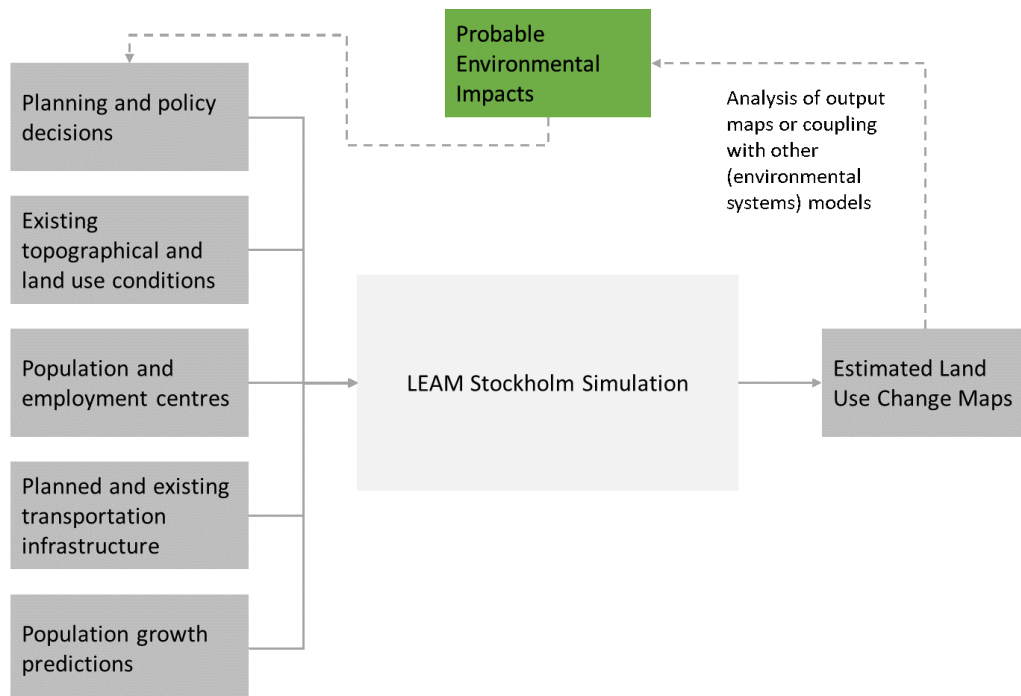 Probable
Environmental
Impacts
Planning and policy
decisions
Analysis of output
maps or coupling
with other
(environmental
systems) models
Existing
topographical and
land use conditions
Population and
employment centres
LEAM Stockholm Simulation
Estimated Land
Use Change Maps
Planned and existing
transportation
infrastructure
Population growth
predictions